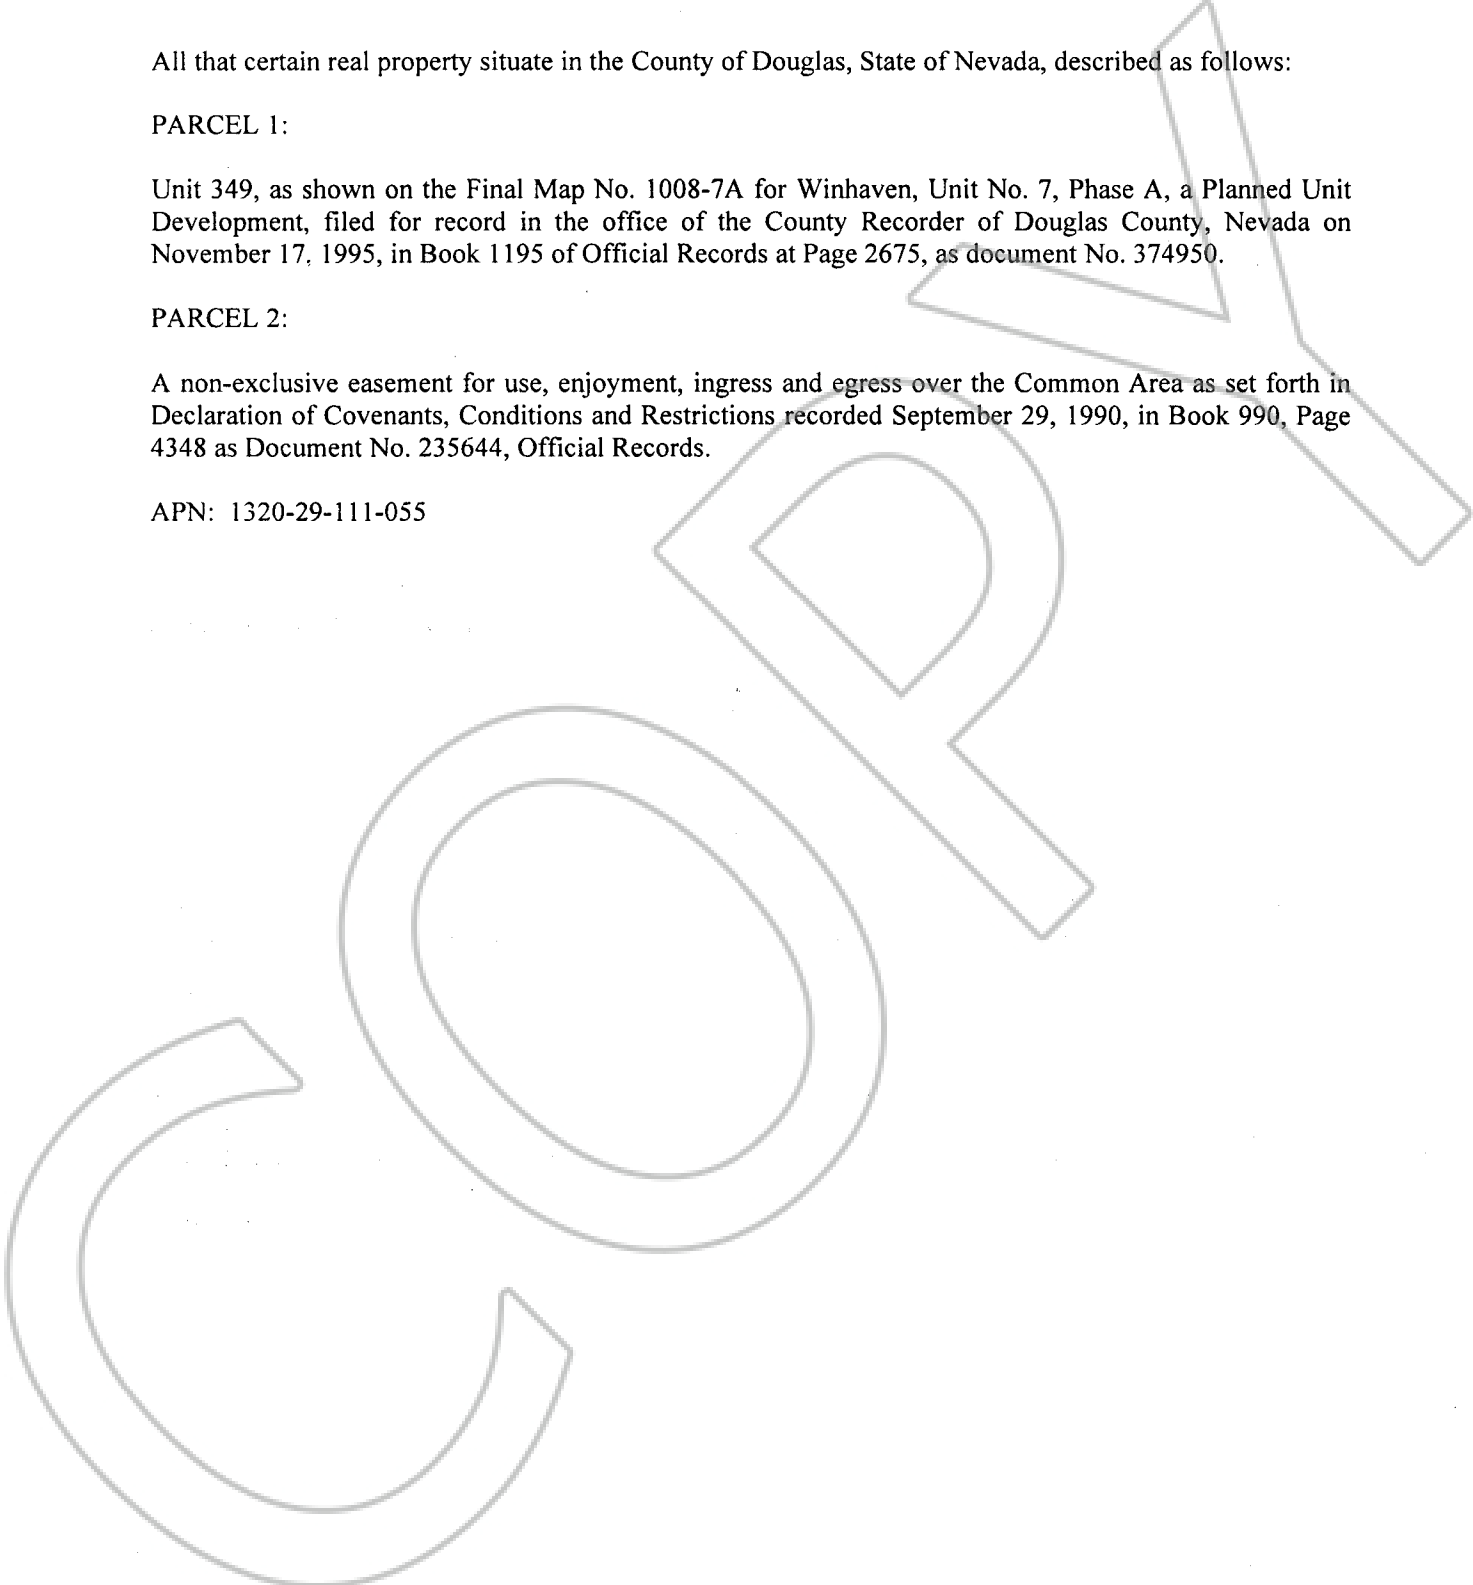 All that certain real property situate in the County of Douglas, State of Nevada, described as follows:
PARCEL 1:
Unit 349, as shown on the Final Map No. 1008-7A for Winhaven, Unit No. 7, Phase A, a Planned Unit
Development, filed for record in the office of the County Recorder of Douglas County, Nevada on
November 17, 1995, in Book 1195 of Official Records at Page 2675, as document No. 374950.
PARCEL 2:
A non-exclusive easement for use, enjoyment, ingress and egress over the Common Area as set forth in
Declaration of Covenants, Conditions and Restrictions recorded September 29, 1990, in Book 990, Page
4348 as Document No. 235644, Official Records.
APN: 1320-29-111-055
COPY